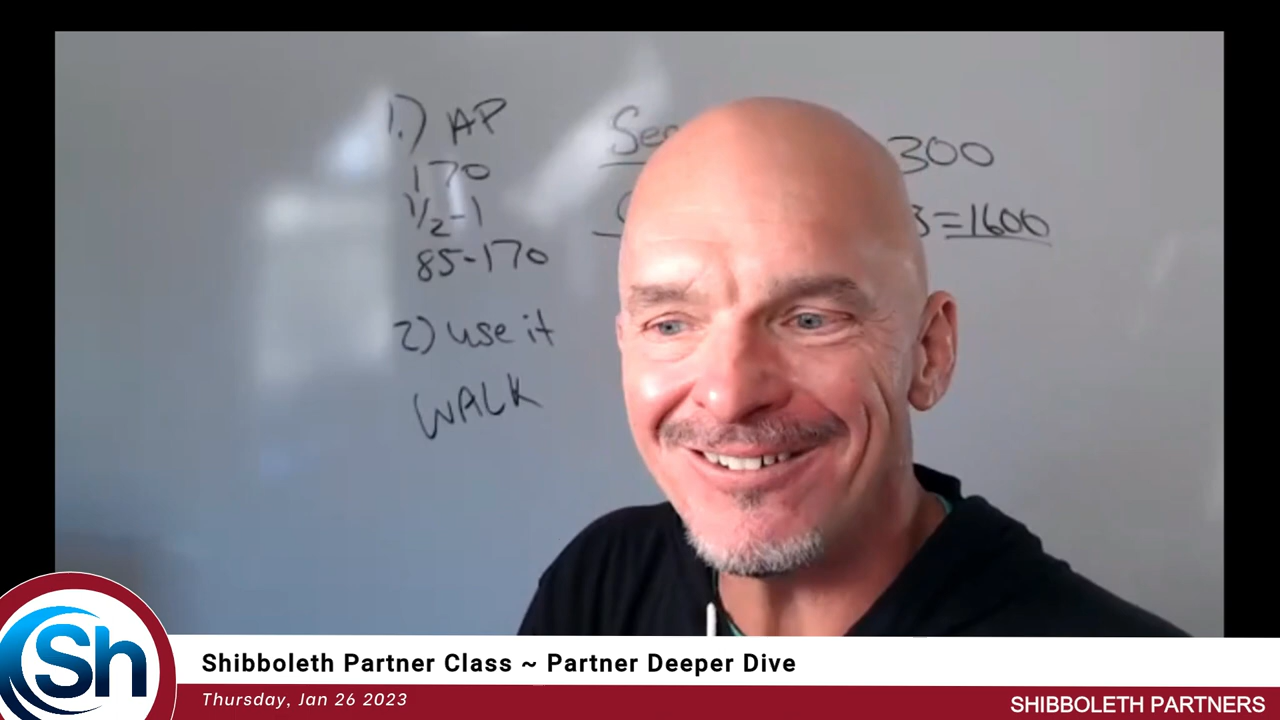 1.) AP
170
1/2-1
85-170
2) use it
WALK
300
3=1600
Sh
Shibboleth Partner Class ~ Partner Deeper Dive
Thursday, Jan 26 2023
SHIBBOLETH PARTNERS